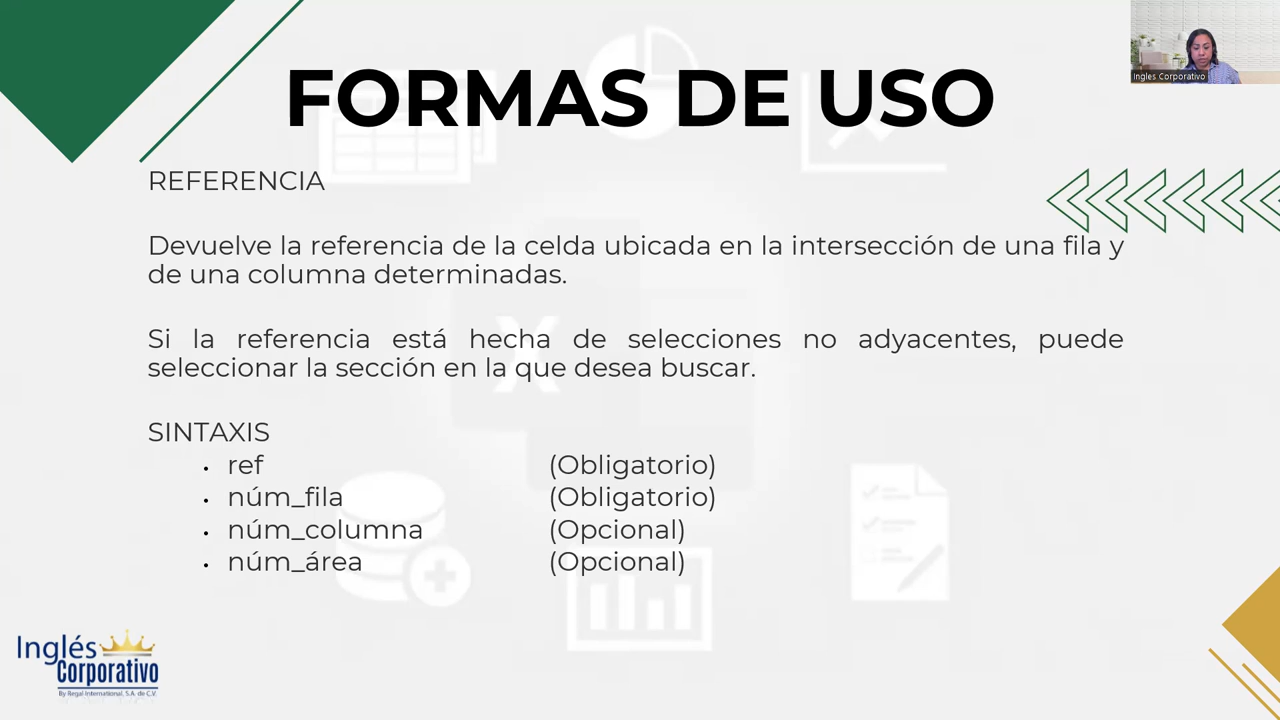 Ingles Corporativo
FORMAS DE USO
REFERENCIA
Devuelve la referencia de la celda ubicada en la intersección de una fila y
de una columna determinadas.
Si la referencia está hecha de selecciones no adyacentes, puede
seleccionar la sección en la que desea buscar.
SINTAXIS
• ref (Obligatorio)
• núm_fila (Obligatorio)
• núm_columna (Opcional)
• núm_área (Opcional)
Inglés
Corporativo
By Regal International, S.A. de C.V.
X